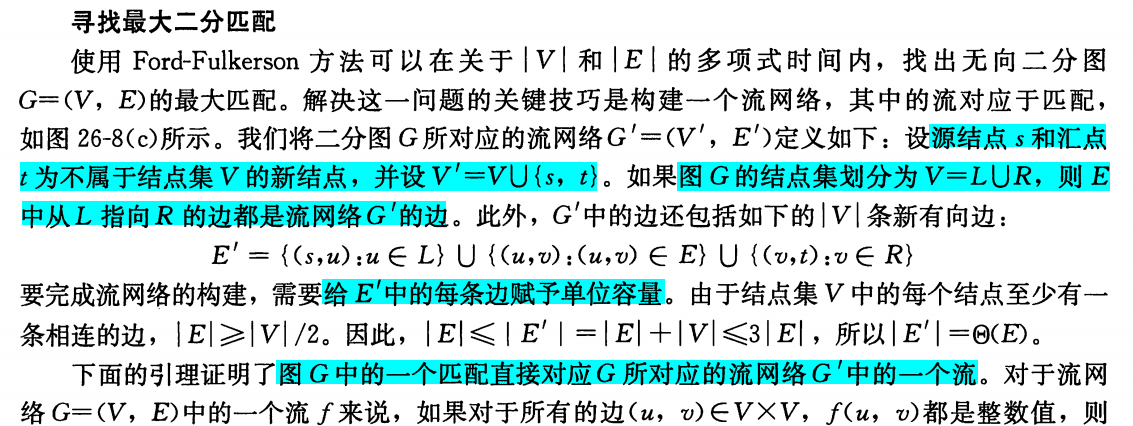 寻找最大二分匹配
使用 Ford-Fulkerson 方法可以在关于|V|和|E|的多项式时间内，找出无向二分图
G=(V，E)的最大匹配。解决这一问题的关键技巧是构建一个流网络，其中的流对应于匹配，
如图 26-8(c)所示。我们将二分图 G 所对应的流网络G′=(V′，E′)定义如下：设源结点 s 和汇点
t 为不属于结点集 V 的新结点，并设 V′=V∪{s，t}。如果图 G 的结点集划分为 V=L∪R，则 E
中从 L 指向 R 的边都是流网络 G′的边。此外，G′中的边还包括如下的|V|条新有向边：
E′ = {(s,u):u ∈ L} ∪ {(u,v):(u,v) ∈ E} ∪ {(v,t):v ∈ R}
要完成流网络的构建，需要给 E′中的每条边赋予单位容量。由于结点集 V 中的每个结点至少有一
条相连的边，|E|≥|V|/2。因此，|E|≤|E′|=|E|+|V|≤3|E|，所以|E′|=Θ(E)。
下面的引理证明了图 G 中的一个匹配直接对应 G 所对应的流网络 G′中的一个流。对于流网
络 G=(V，E)中的一个流 f 来说，如果对于所有的边(u，v)∈V×V，f(u，v)都是整数值，则